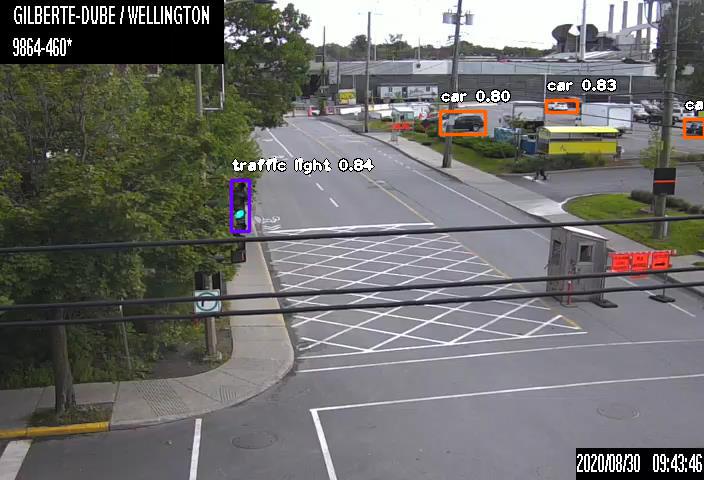 GILBERTE-DUBE / WELLINGTON
9864-460*
car 0.80
car 0.83
ca
traffic light 0.84
2020/08/30 09:43:46